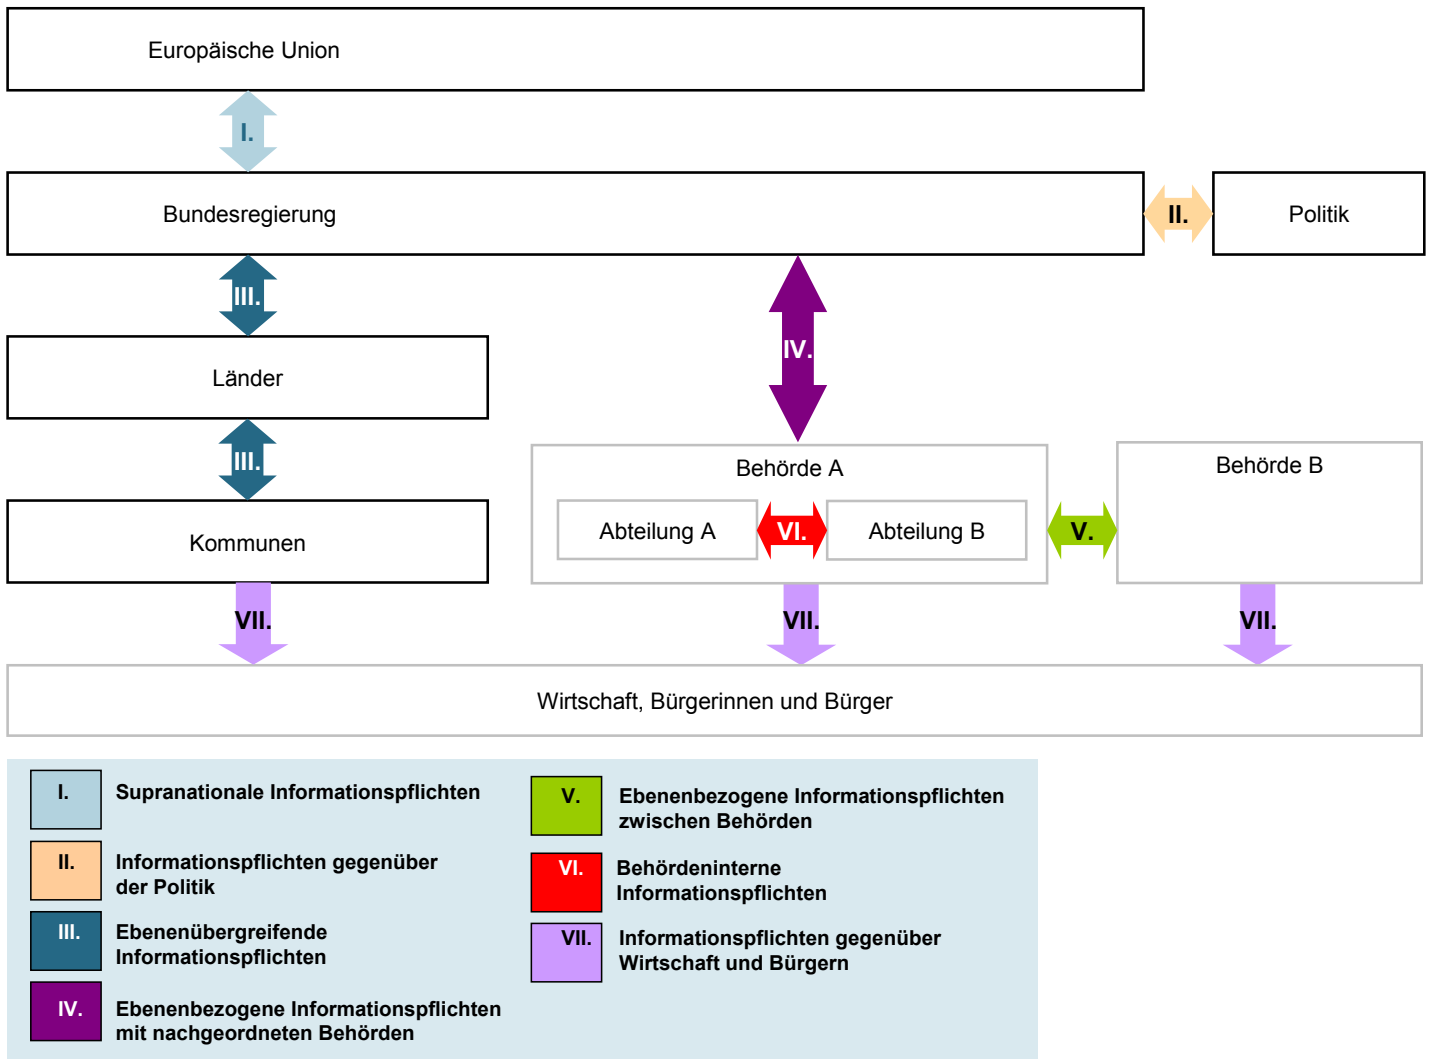 Europäische Union
I.
Bundesregierung
II.
Politik
III.
IV.
Länder
III.
Behörde A
Behörde B
Abteilung A
VI.
Abteilung B
V.
Kommunen
VII.
VII.
VII.
Wirtschaft, Bürgerinnen und Bürger
I.
Supranationale Informationspflichten
II.
Informationspflichten gegenüber
der Politik
III.
Ebenenübergreifende
Informationspflichten
IV.
Ebenenbezogene Informationspflichten
mit nachgeordneten Behörden
V.
Ebenenbezogene Informationspflichten
zwischen Behörden
VI.
Behördeninterne
Informationspflichten
VII.
Informationspflichten gegenüber
Wirtschaft und Bürgern